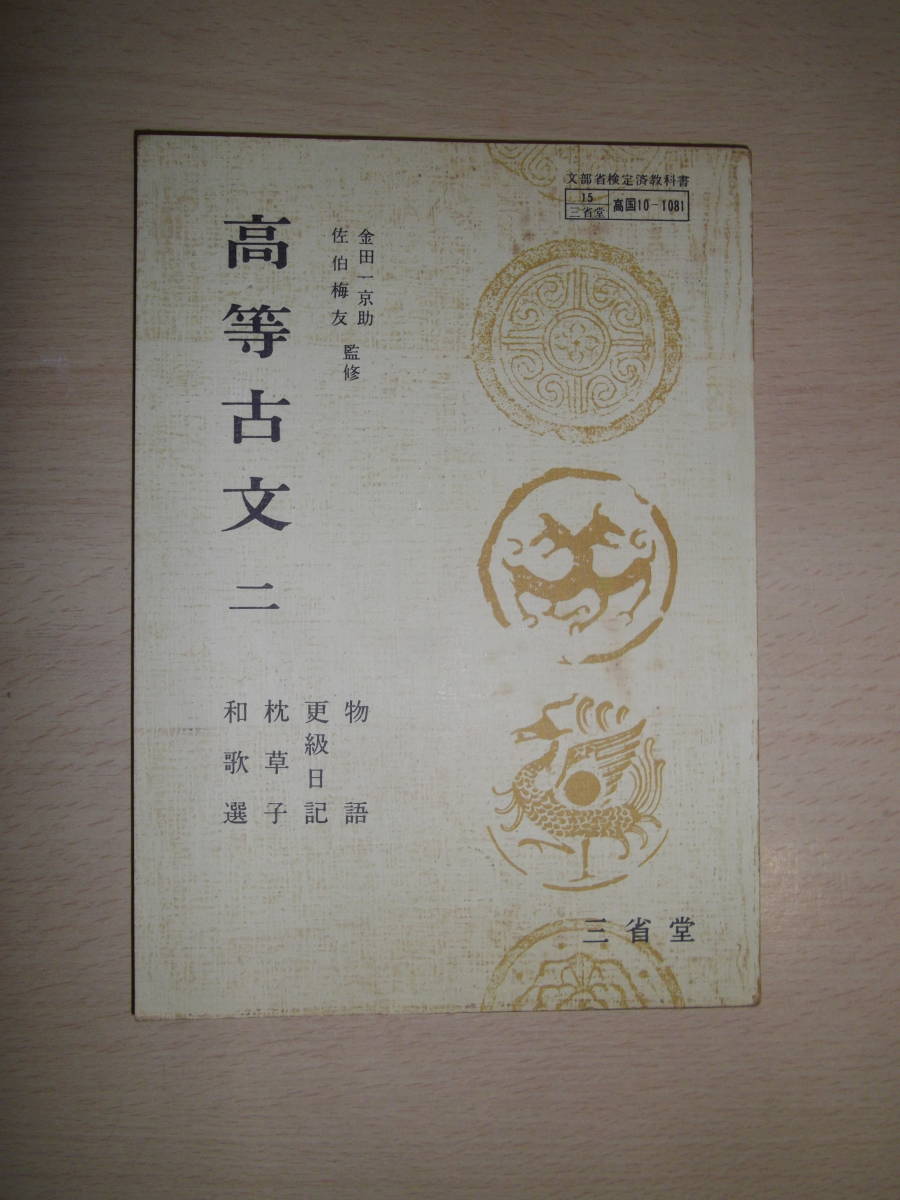 文部省検定済教科書
15
三省堂
高国10-1081
金田一京助
佐伯梅友
監修
高等古文 二
物語
更級日記
枕草子
和歌選
三省堂